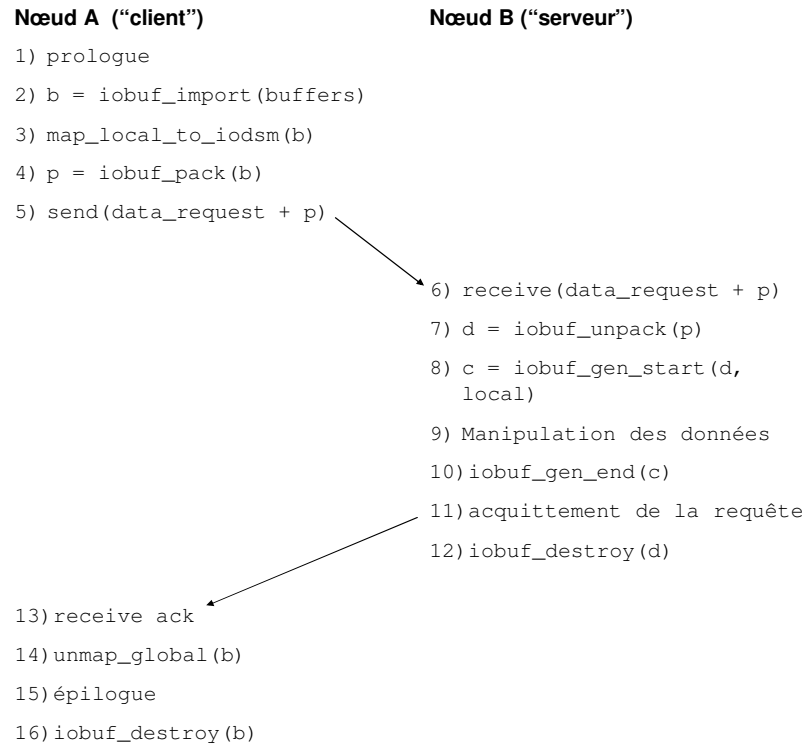 Nœud A (“client”)
Nœud B (“serveur”)
1) prologue
2) b = iobuf_import(buffers)
3) map_local_to_iodsm(b)
4) p = iobuf_pack(b)
5) send(data_request + p)
6) receive(data_request + p)
7) d = iobuf_unpack(p)
8) c = iobuf_gen_start(d,
local)
9) Manipulation des données
10)iobuf_gen_end(c)
11)acquittement de la requête
12)iobuf_destroy(d)
13)receive ack
14)unmap_global(b)
15)épilogue
16)iobuf_destroy(b)